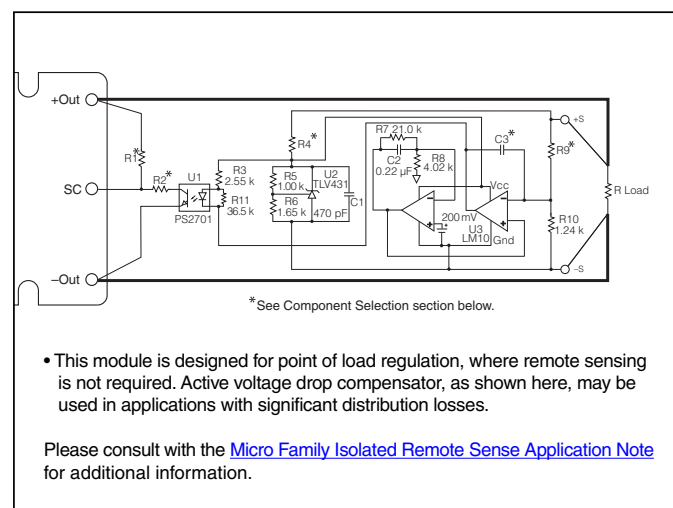 +Out
R1*
SC
R2*
U1
PS2701
R3
2.55 k
R11
36.5 k
R4*
R5
1.00 k
R6
1.65 k
U2
TLV431
470 pF
C1
R7 21.0 k
C2
0.22 µF
R8
4.02 k
200 mV
Vcc
U3
LM10
Gnd
C3*
+S
R9*
R10
1.24 k
–S
R Load
–Out
*See Component Selection section below.
• This module is designed for point of load regulation, where remote sensing
is not required. Active voltage drop compensator, as shown here, may be
used in applications with significant distribution losses.
Please consult with the Micro Family Isolated Remote Sense Application Note
for additional information.